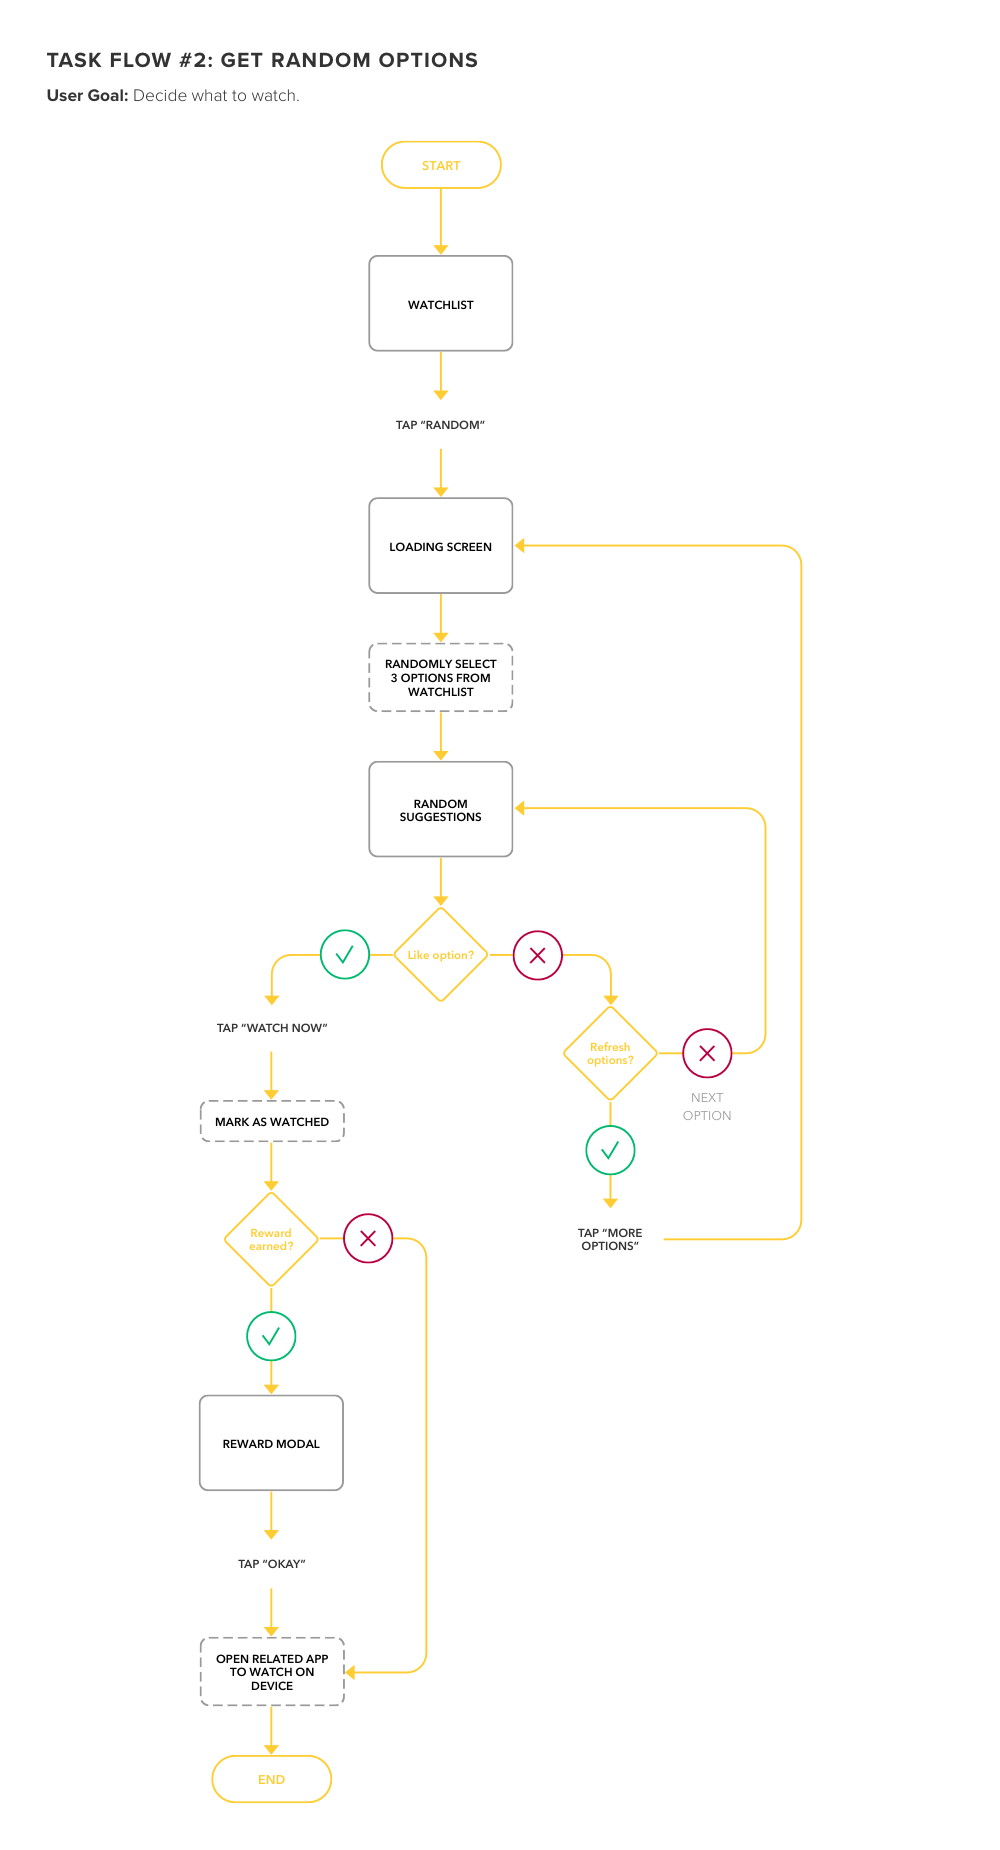 TASK FLOW #2: GET RANDOM OPTIONS
User Goal: Decide what to watch.
START
WATCHLIST
TAP “RANDOM”
LOADING SCREEN
RANDOMLY SELECT
3 OPTIONS FROM
WATCHLIST
RANDOM
SUGGESTIONS
Like option?
TAP “WATCH NOW”
Refresh
options?
NEXT
OPTION
MARK AS WATCHED
Reward
earned?
TAP “MORE
OPTIONS”
REWARD MODAL
TAP “OKAY”
OPEN RELATED APP
TO WATCH ON
DEVICE
END